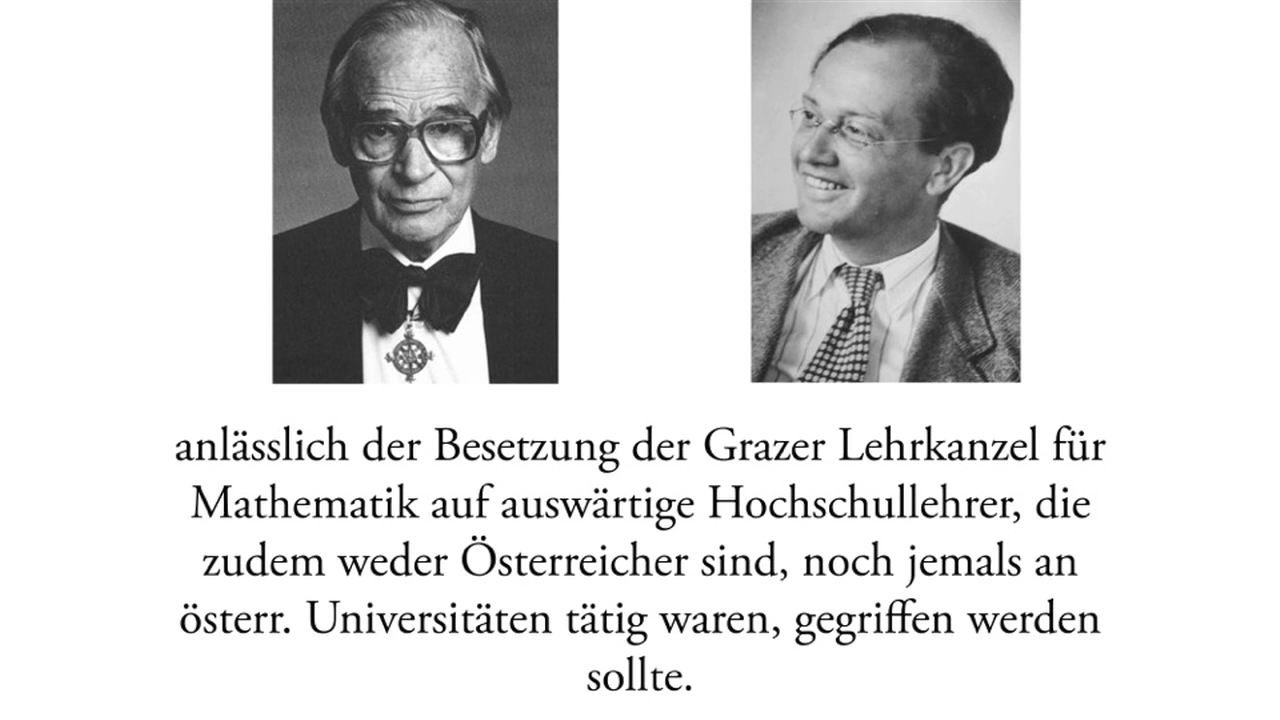 anlässlich der Besetzung der Grazer Lehrkanzel für
Mathematik auf auswärtige Hochschullehrer, die
zudem weder Österreicher sind, noch jemals an
österr. Universitäten tätig waren, gegriffen werden
sollte.